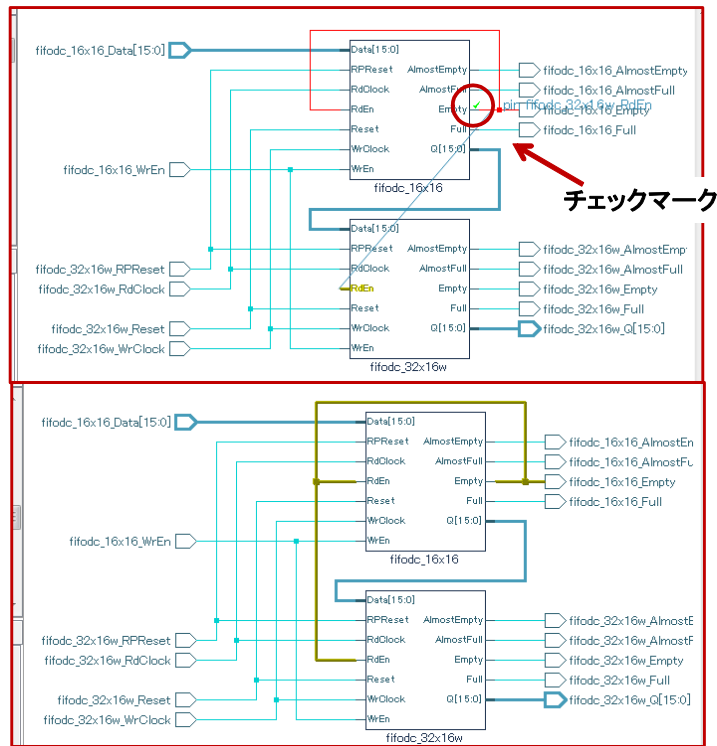 fifodc_16x16_Data[15:0]
Data[15:0]
RPReset AlmostEmpty fifodc_16x16_AlmostEmpty
RdClock AlmostFull fifodc_16x16_AlmostFull
RdEn Empty ✓ pin fifodc_32x16w_RdEn
fifodc_16x16_Empty
Reset Full fifodc_16x16_Full
WrClock Q[15:0]
fifodc_16x16_WrEn WrEn
fifodc_16x16
チェックマーク
Data[15:0]
RPReset AlmostEmpty fifodc_32x16w_AlmostEmp
fifodc_32x16w_RPReset RdClock AlmostFull fifodc_32x16w_AlmostFull
fifodc_32x16w_RdClock RdEn Empty fifodc_32x16w_Empty
Reset Full fifodc_32x16w_Full
fifodc_32x16w_Reset WrClock Q[15:0] fifodc_32x16w_Q[15:0]
fifodc_32x16w_WrClock WrEn
fifodc_32x16w
fifodc_16x16_Data[15:0] Data[15:0]
RPReset AlmostEmpty fifodc_16x16_AlmostEn
RdClock AlmostFull fifodc_16x16_AlmostFu
RdEn Empty fifodc_16x16_Empty
Reset Full fifodc_16x16_Full
WrClock Q[15:0]
fifodc_16x16_WrEn WrEn
fifodc_16x16
Data[15:0]
RPReset AlmostEmpty fifodc_32x16w_AlmostE
fifodc_32x16w_RPReset RdClock AlmostFull fifodc_32x16w_AlmostF
fifodc_32x16w_RdClock RdEn Empty fifodc_32x16w_Empty
Reset Full fifodc_32x16w_Full
fifodc_32x16w_Reset WrClock Q[15:0] fifodc_32x16w_Q[15:0]
fifodc_32x16w_WrClock WrEn
fifodc_32x16w